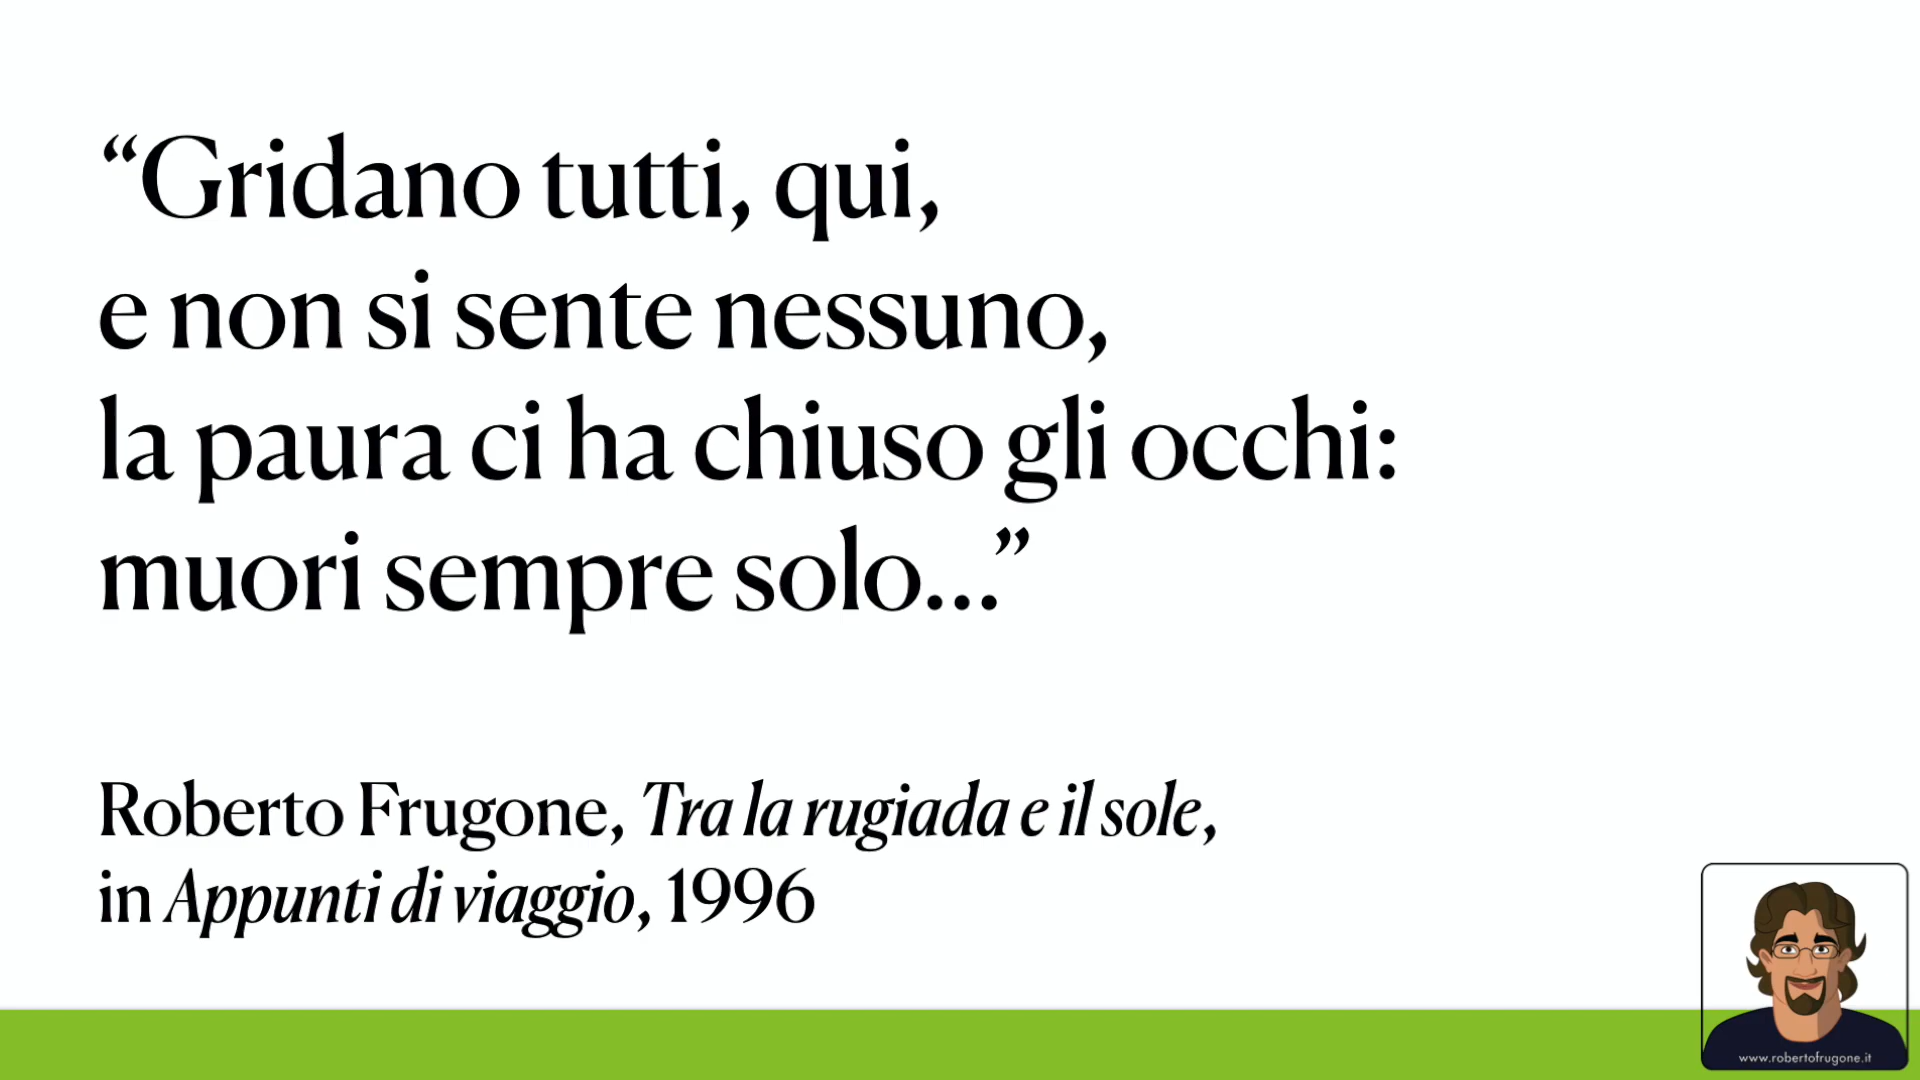 “Gridano tutti, qui,
e non si sente nessuno,
la paura ci ha chiuso gli occhi:
muori sempre solo...”
Roberto Frugone, Tra la rugiada e il sole,
in Appunti di viaggio, 1996
www.robertofrugone.it